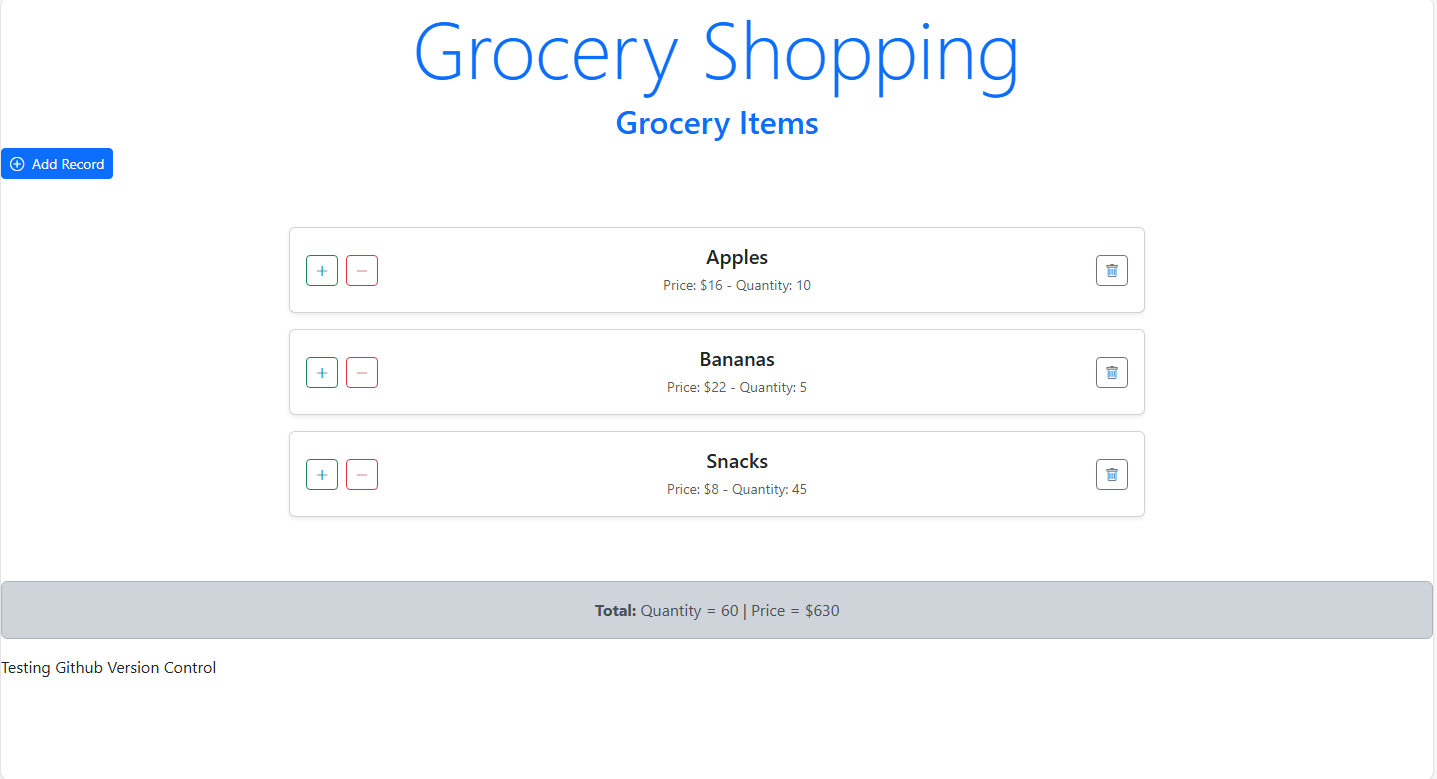 Grocery Shopping
Grocery Items
Add Record
Apples
Price: $16 - Quantity: 10
Bananas
Price: $22 - Quantity: 5
Snacks
Price: $8 - Quantity: 45
Total: Quantity = 60 | Price = $630
Testing Github Version Control